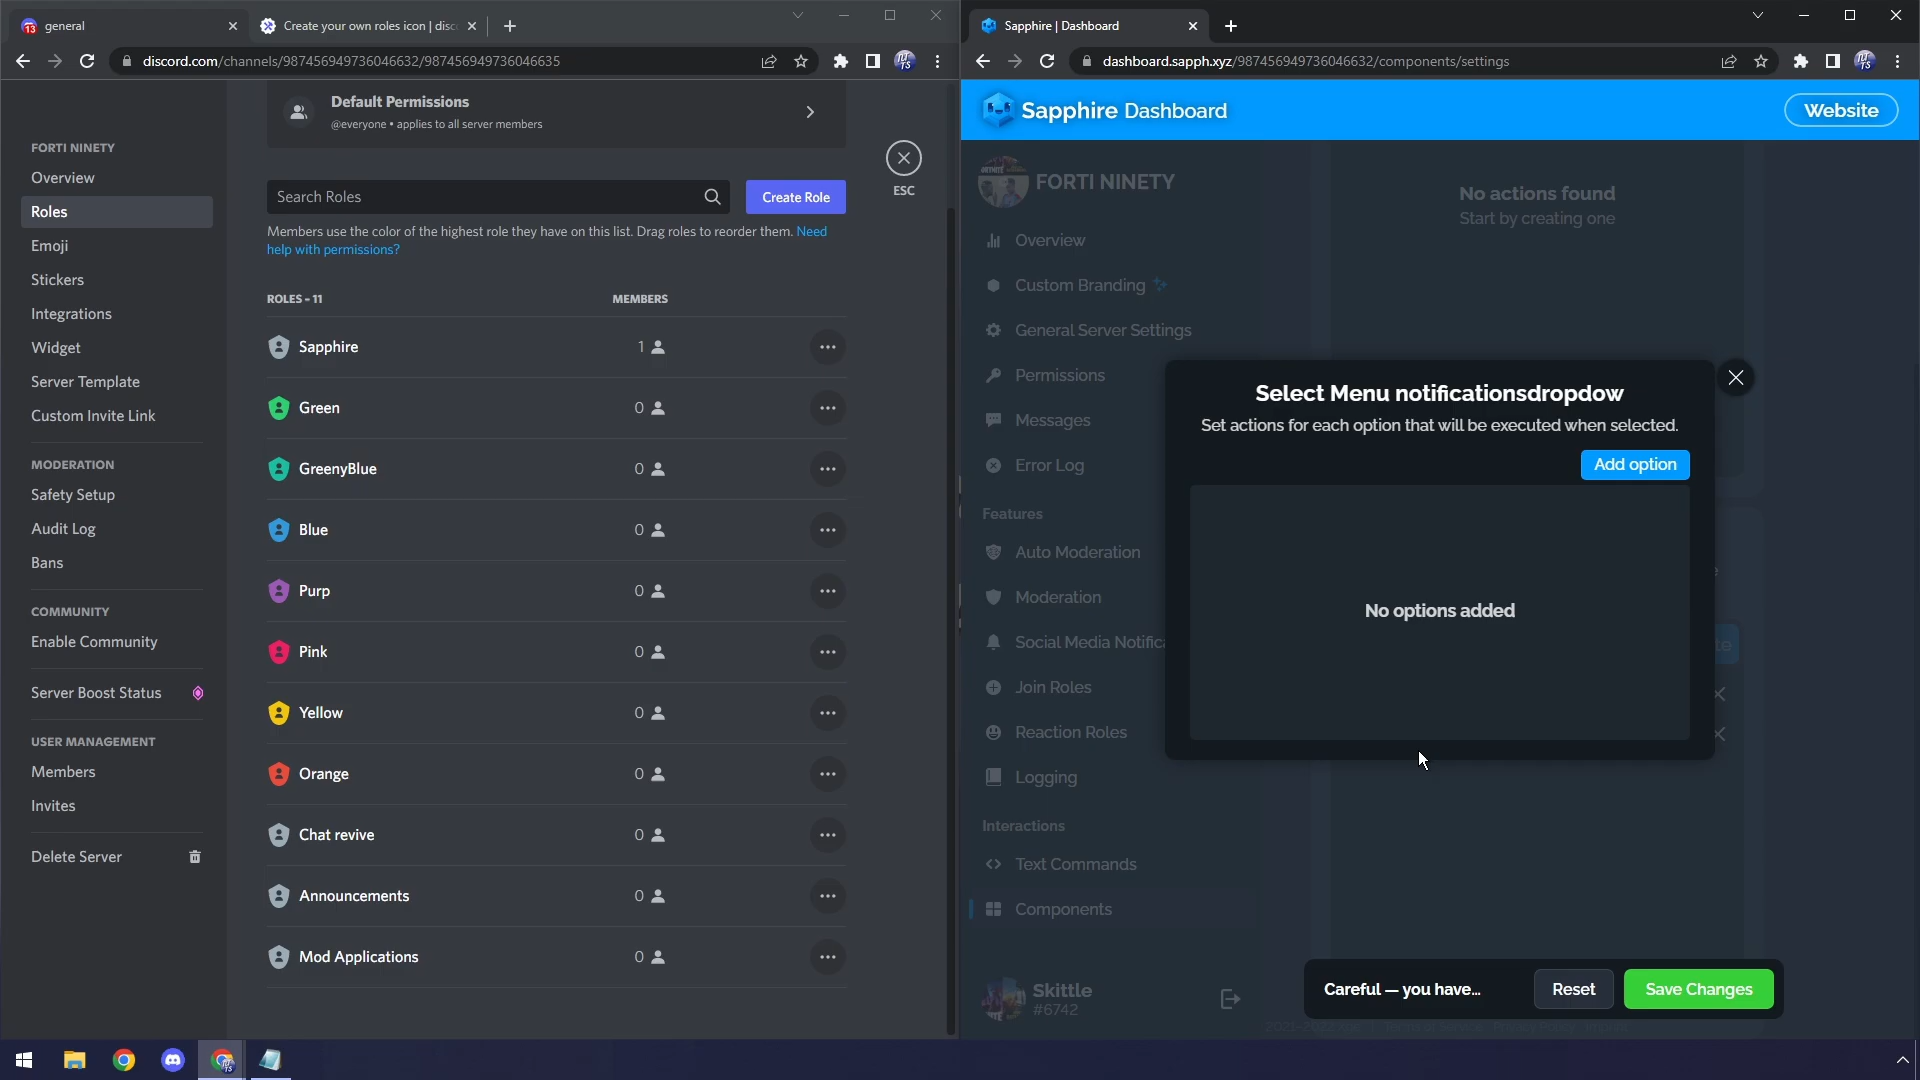 general
Create your own roles icon | disc
discord.com/channels/987456949736046632/987456949736046635
FORTI NINETY
Overview
Roles
Emoji
Stickers
Integrations
Widget
Server Template
Custom Invite Link
MODERATION
Safety Setup
Audit Log
Bans
COMMUNITY
Enable Community
Server Boost Status
USER MANAGEMENT
Members
Invites
Delete Server
Default Permissions
@everyone • applies to all server members
Search Roles
Create Role
ESC
Members use the color of the highest role they have on this list. Drag roles to reorder them. Need
help with permissions?
ROLES - 11 MEMBERS
Sapphire 1
Green 0
GreenyBlue 0
Blue 0
Purp 0
Pink 0
Yellow 0
Orange 0
Chat revive 0
Announcements 0
Mod Applications 0
Sapphire | Dashboard
dashboard.sapph.xyz/987456949736046632/components/settings
Sapphire Dashboard
Website
FORTI NINETY
Overview
Custom Branding
General Server Settings
Permissions
Messages
Error Log
Features
Auto Moderation
Moderation
Social Media Notifica
Join Roles
Reaction Roles
Logging
Interactions
Text Commands
Components
Skittle
#6742
No actions found
Start by creating one
Select Menu notificationsdropdow
Set actions for each option that will be executed when selected.
Add option
No options added
Careful — you have...
Reset
Save Changes